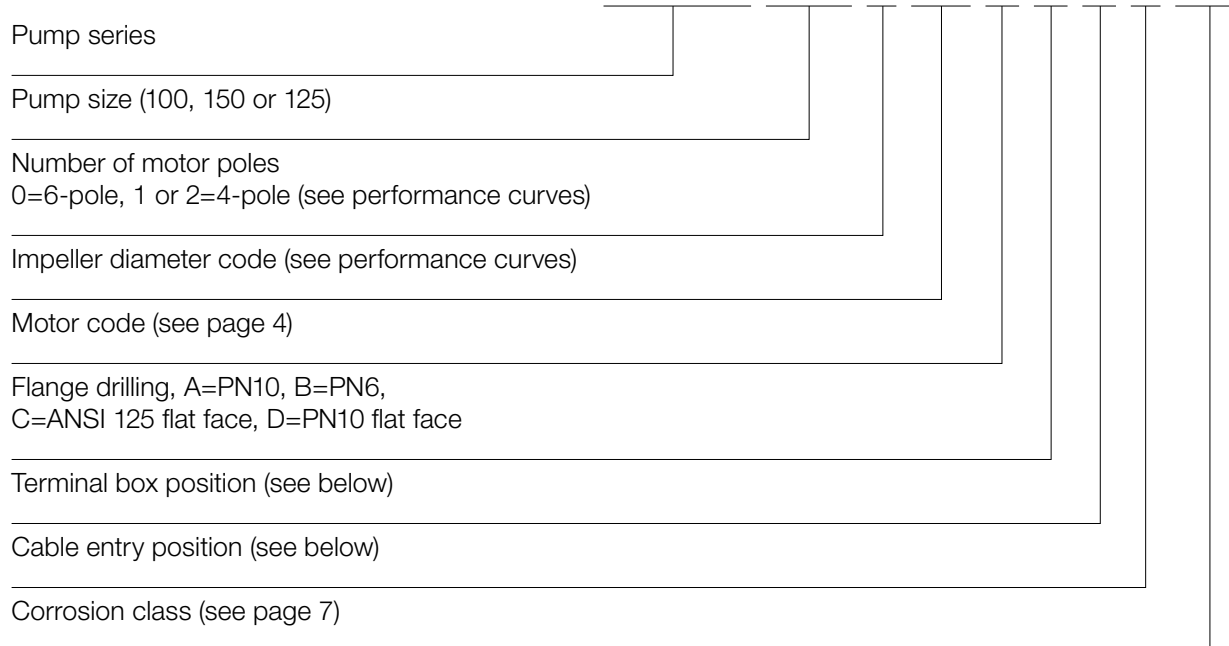 Pump series
Pump size (100, 150 or 125)
Number of motor poles
0=6-pole, 1 or 2=4-pole (see performance curves)
Impeller diameter code (see performance curves)
Motor code (see page 4)
Flange drilling, A=PN10, B=PN6,
C=ANSI 125 flat face, D=PN10 flat face
Terminal box position (see below)
Cable entry position (see below)
Corrosion class (see page 7)